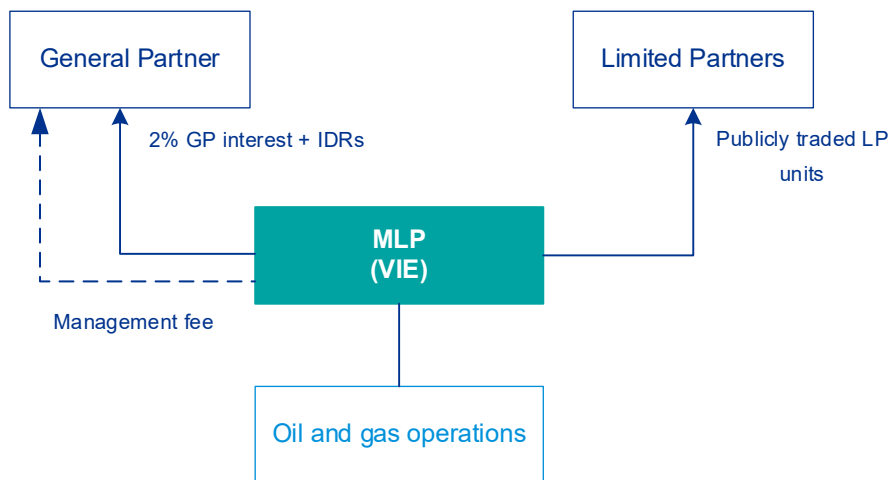 General Partner
Limited Partners
2% GP interest + IDRs
Publicly traded LP
units
MLP
(VIE)
Management fee
Oil and gas operations